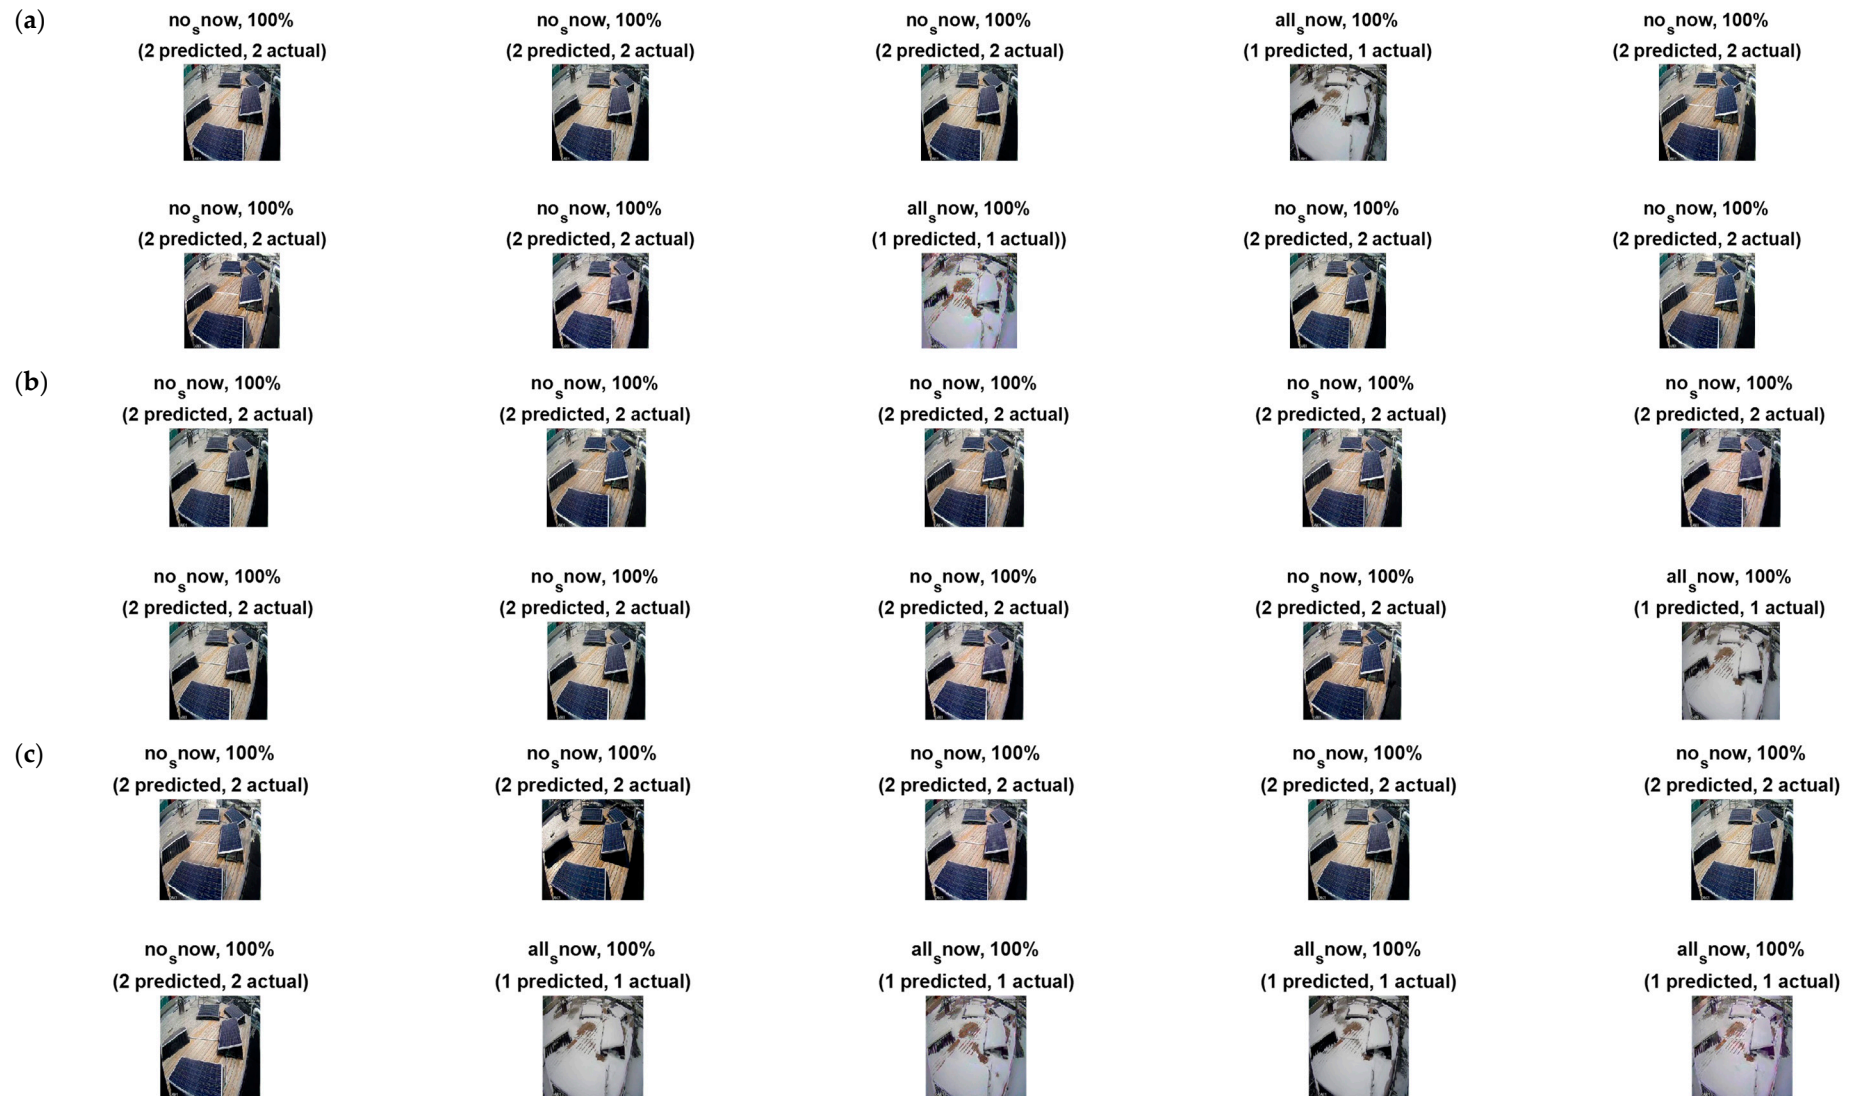 (a)
no_snow, 100% no_snow, 100% no_snow, 100% all_snow, 100% no_snow, 100%
(2 predicted, 2 actual) (2 predicted, 2 actual) (2 predicted, 2 actual) (1 predicted, 1 actual) (2 predicted, 2 actual)
no_snow, 100% no_snow, 100% all_snow, 100% no_snow, 100% no_snow, 100%
(2 predicted, 2 actual) (2 predicted, 2 actual) (1 predicted, 1 actual)) (2 predicted, 2 actual) (2 predicted, 2 actual)
(b)
no_snow, 100% no_snow, 100% no_snow, 100% no_snow, 100% no_snow, 100%
(2 predicted, 2 actual) (2 predicted, 2 actual) (2 predicted, 2 actual) (2 predicted, 2 actual) (2 predicted, 2 actual)
no_snow, 100% no_snow, 100% no_snow, 100% no_snow, 100% all_snow, 100%
(2 predicted, 2 actual) (2 predicted, 2 actual) (2 predicted, 2 actual) (2 predicted, 2 actual) (1 predicted, 1 actual)
(c)
no_snow, 100% no_snow, 100% no_snow, 100% no_snow, 100% no_snow, 100%
(2 predicted, 2 actual) (2 predicted, 2 actual) (2 predicted, 2 actual) (2 predicted, 2 actual) (2 predicted, 2 actual)
no_snow, 100% all_snow, 100% all_snow, 100% all_snow, 100% all_snow, 100%
(2 predicted, 2 actual) (1 predicted, 1 actual) (1 predicted, 1 actual) (1 predicted, 1 actual) (1 predicted, 1 actual)